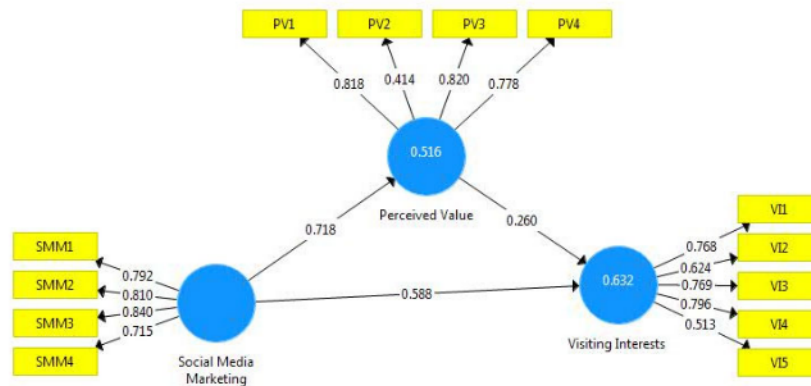 PV1 PV2 PV3 PV4
0.818 0.414 0.820 0.778
0.516
Perceived Value
0.718 0.260
SMM1
SMM2
SMM3
SMM4
0.792
0.810
0.840
0.715
Social Media
Marketing
0.588
0.632
Visiting Interests
0.768
0.624
0.769
0.796
0.513
VI1
VI2
VI3
VI4
VI5